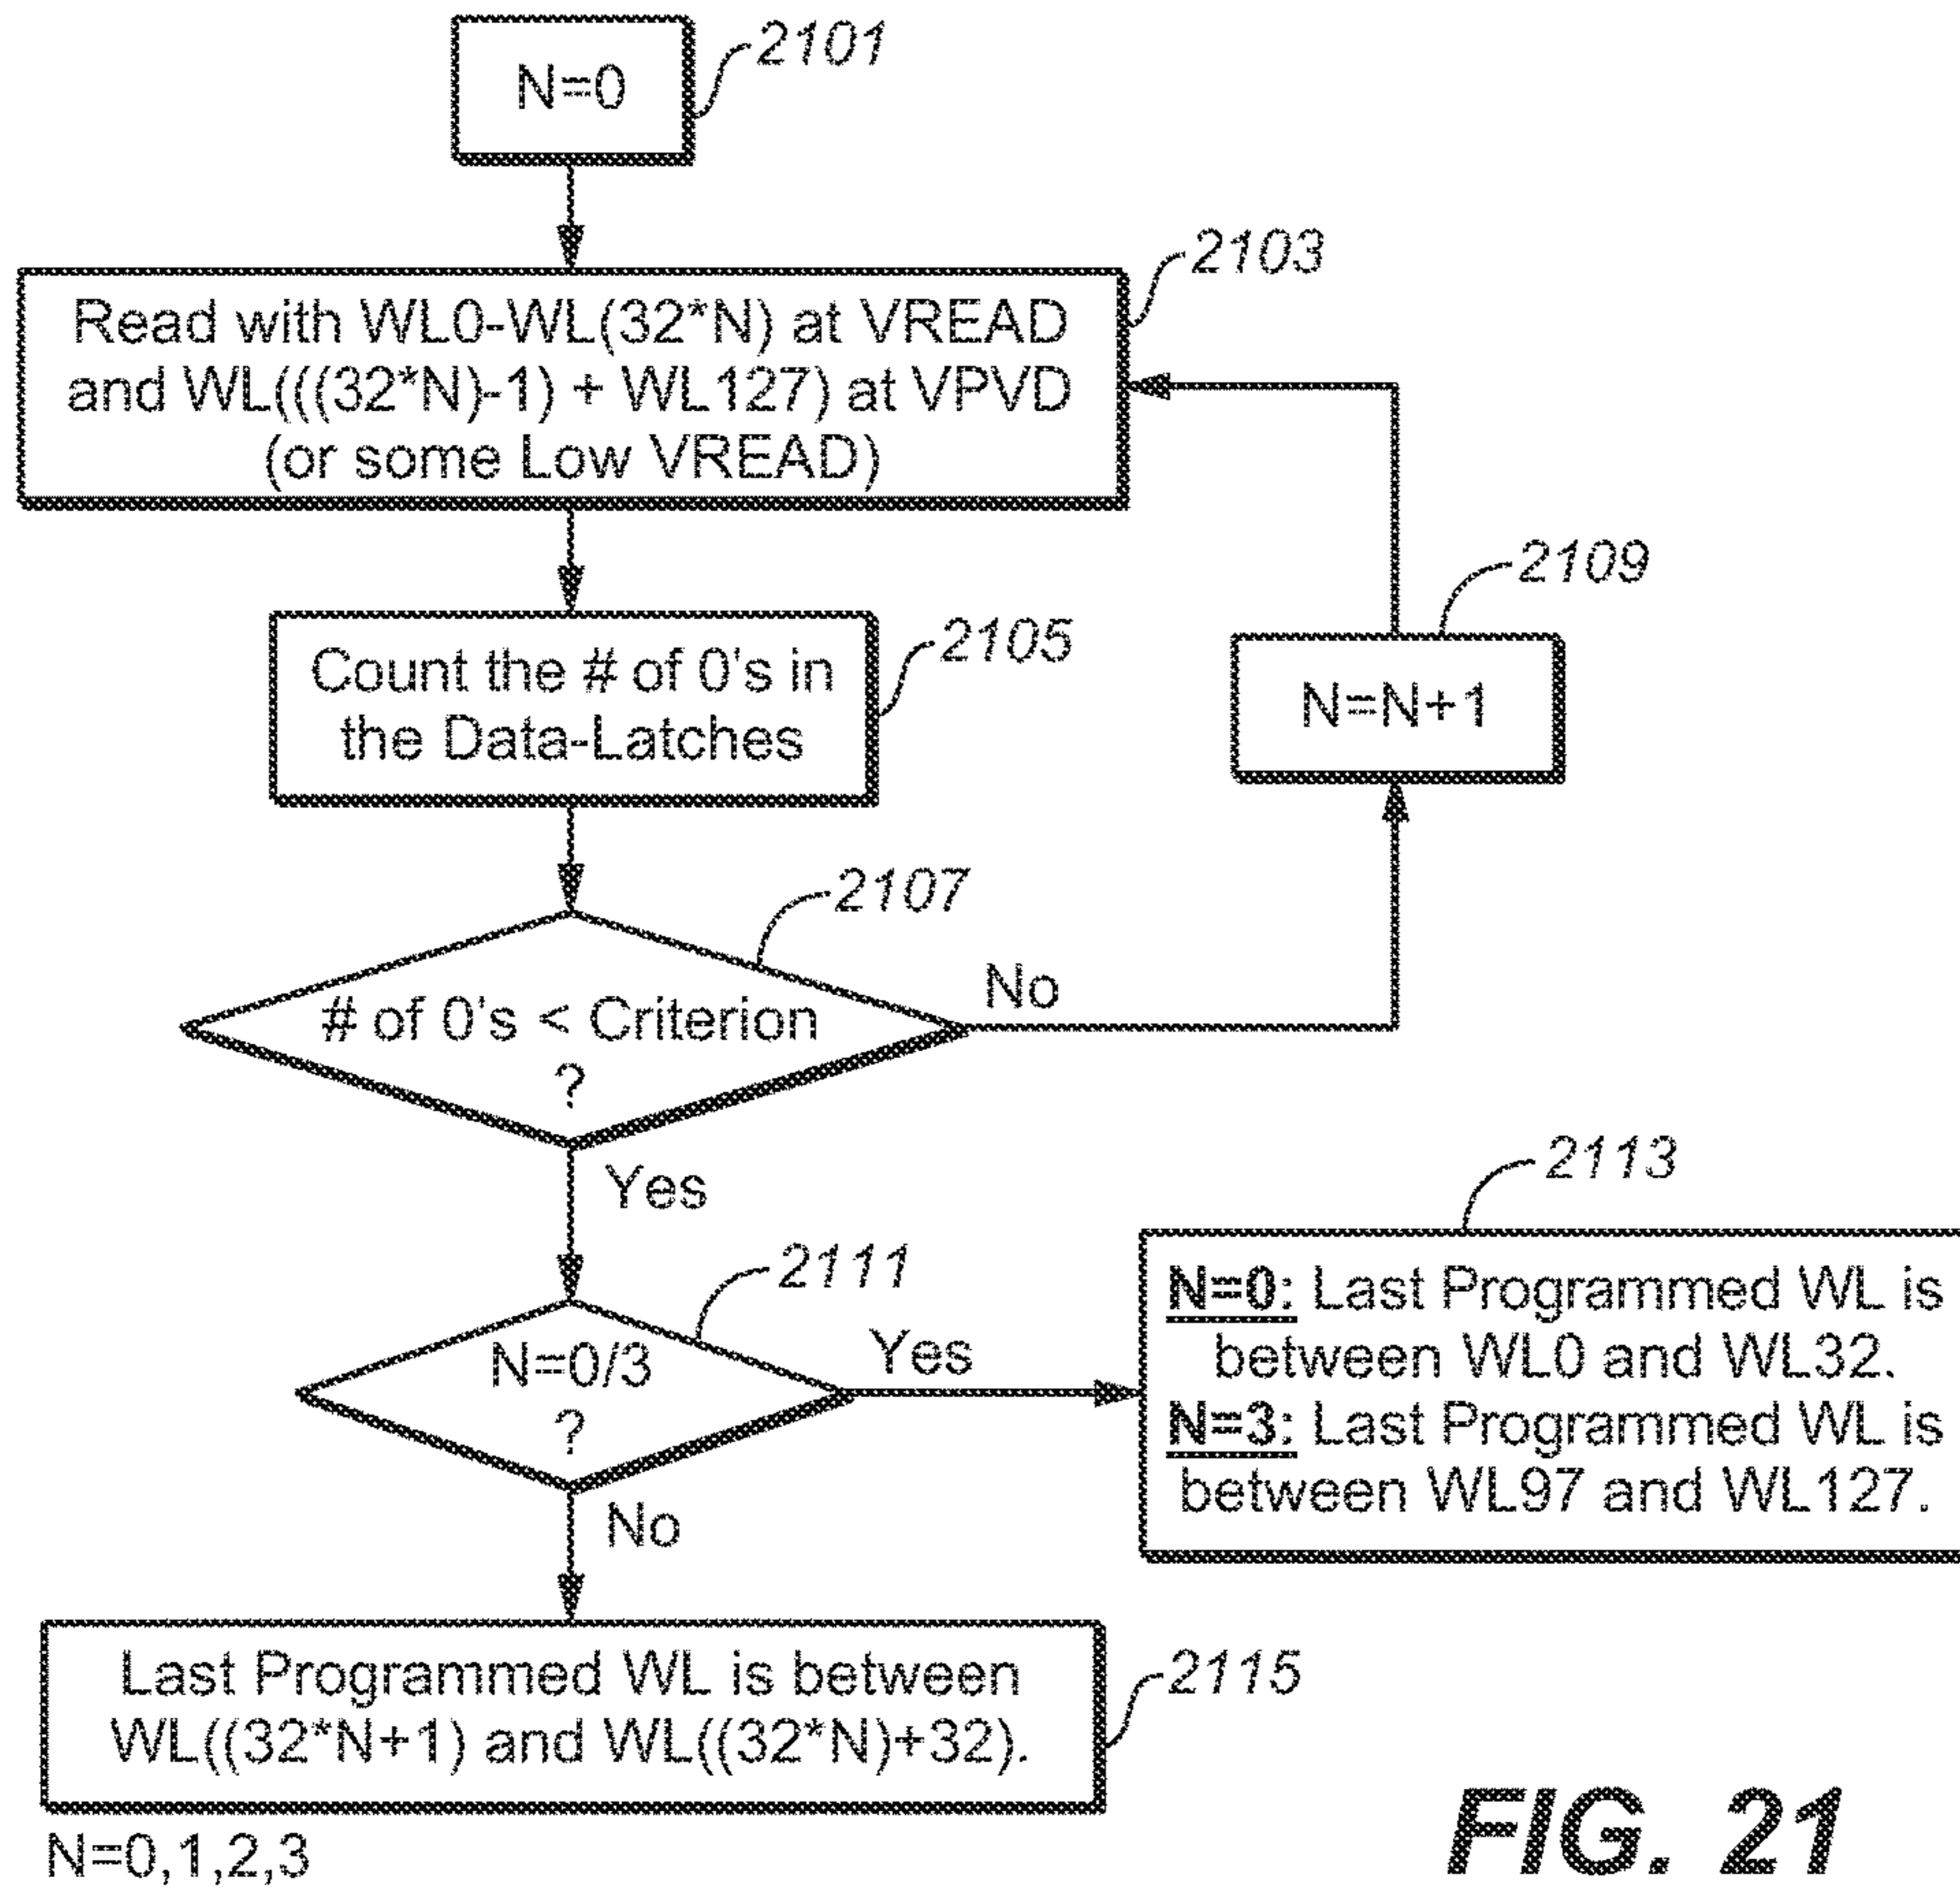 N=0
2101
Read with WL0-WL(32*N) at VREAD
and WL(((32*N)-1) + WL127) at VPVD
(or some Low VREAD)
2103
Count the # of 0's in
the Data-Latches
2105
N=N+1
2109
# of 0's < Criterion
?
2107
No
Yes
N=0/3
?
2111
Yes
No
N=0: Last Programmed WL is
between WL0 and WL32.
N=3: Last Programmed WL is
between WL97 and WL127.
2113
Last Programmed WL is between
WL((32*N+1) and WL((32*N)+32).
2115
N=0,1,2,3
FIG. 21